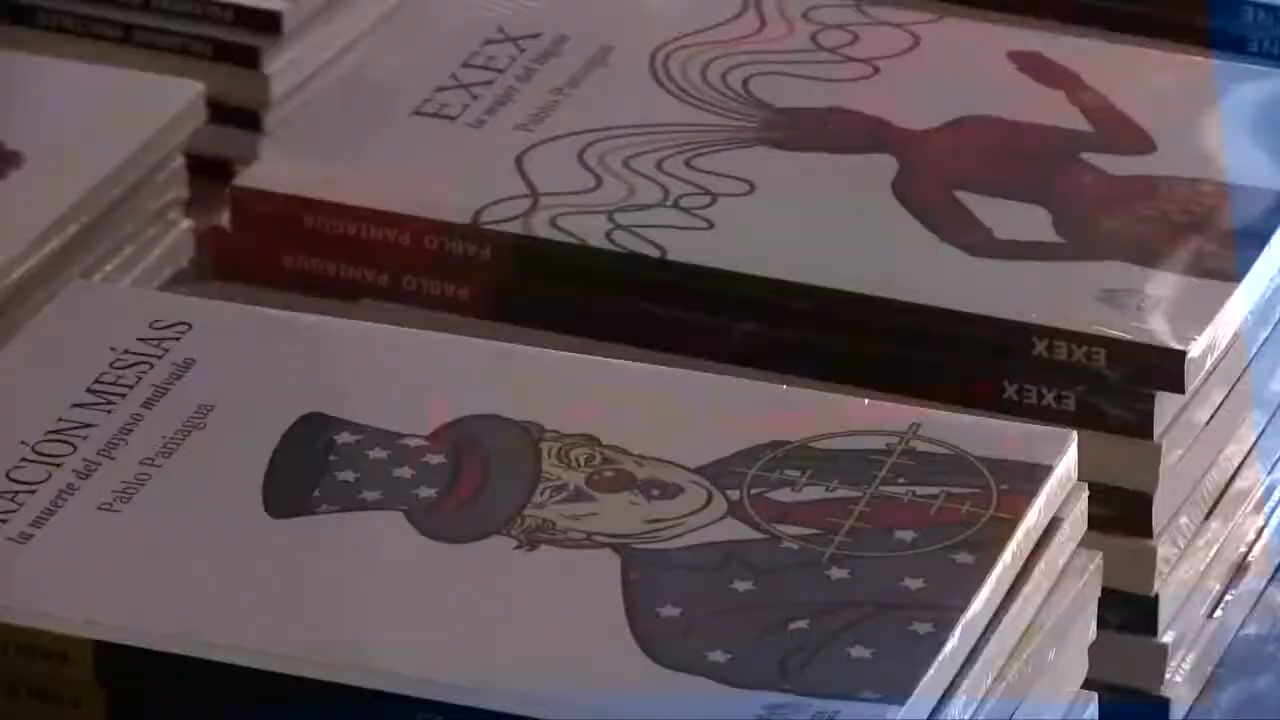 EXEX
la mujer del
Pablo Paniagua
PABLO PANIAGUA
EXEX
PABLO PANIAGUA
EXEX
RACIÓN MESÍAS
la muerte del payaso malvado
Pablo Paniagua